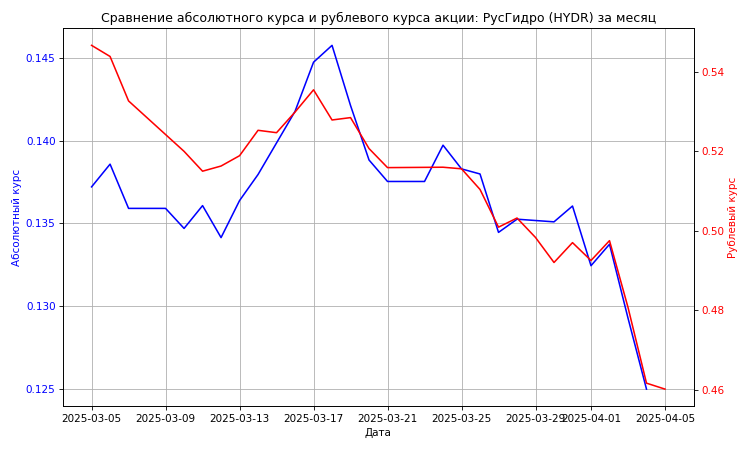 Сравнение абсолютного курса и рублевого курса акции: РусГидро (HYDR) за месяц
0.145
0.140
0.135
0.130
0.125
Абсолютный курс
0.54
0.52
0.50
0.48
0.46
Рублевый курс
2025-03-05 2025-03-09 2025-03-13 2025-03-17 2025-03-21 2025-03-25 2025-03-29 2025-04-01 2025-04-05
Дата